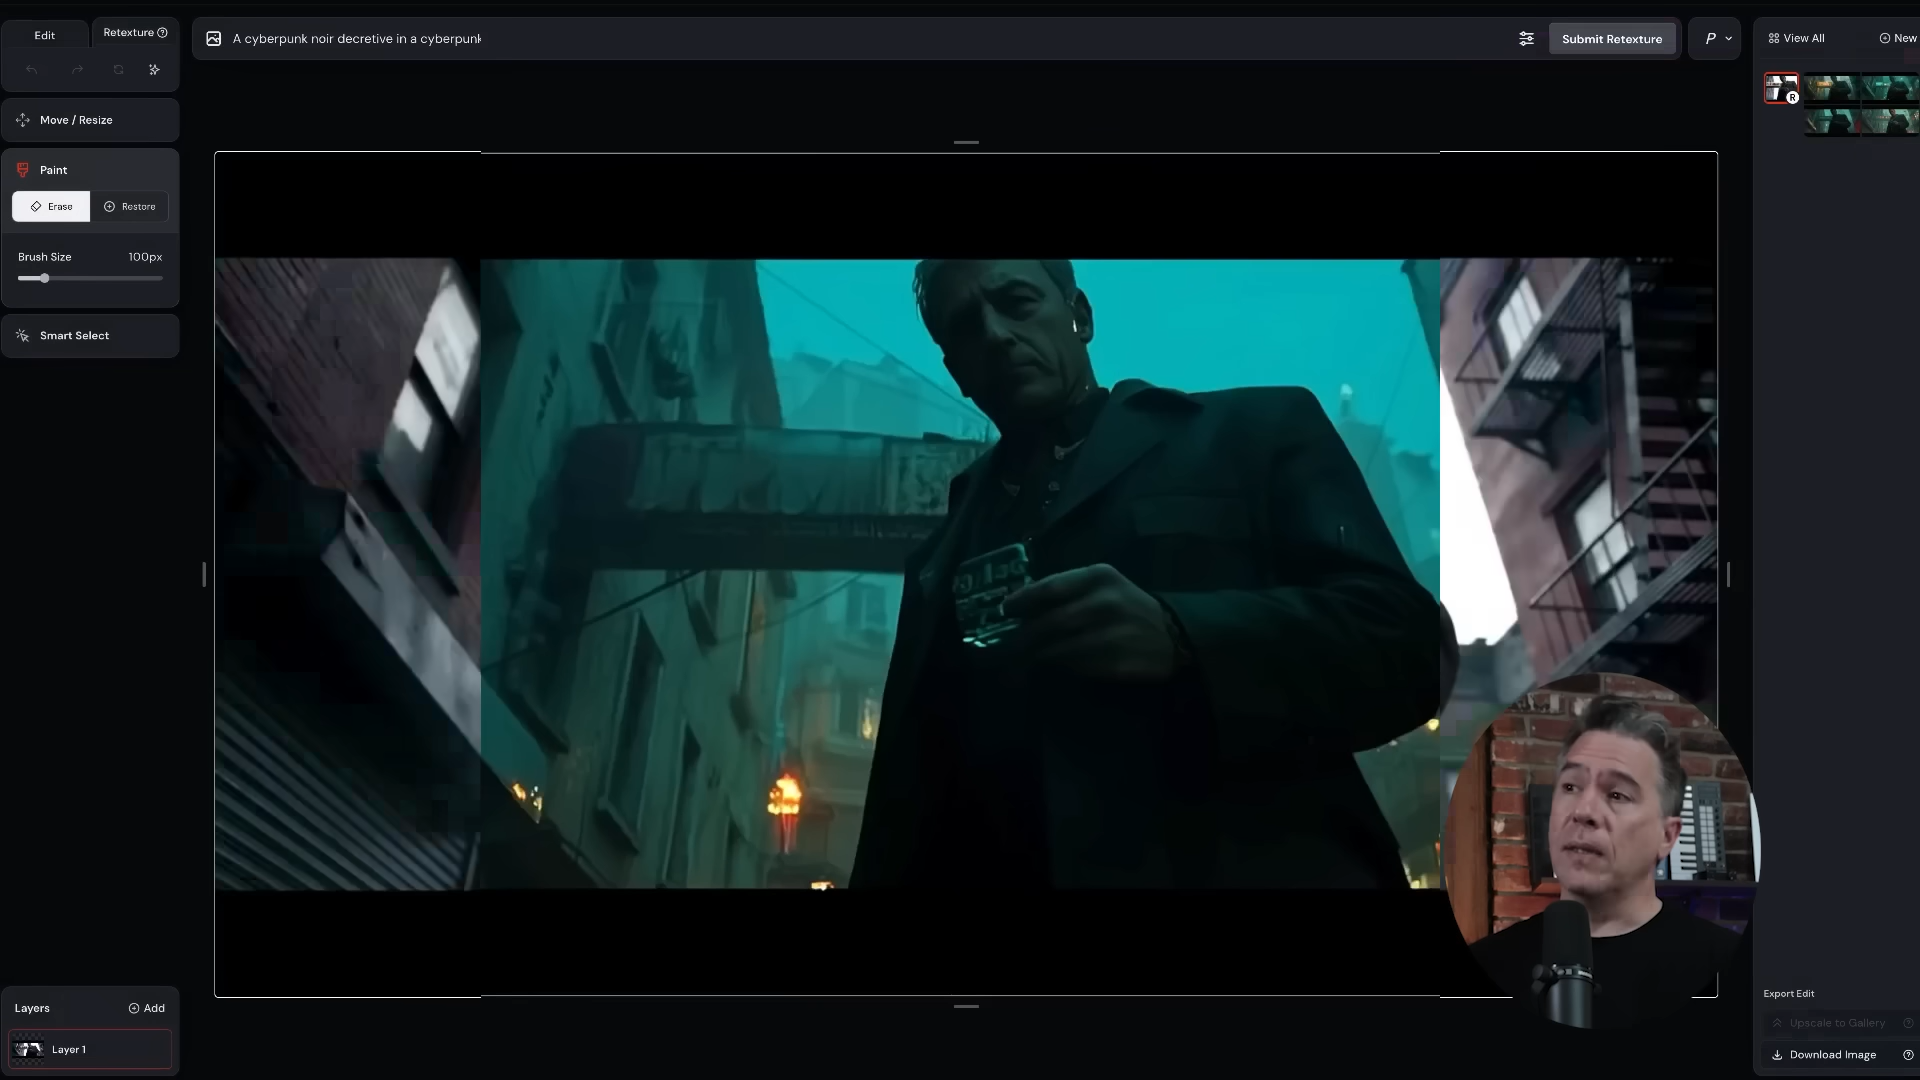 Edit
Retexture
A cyberpunk noir decretive in a cyberpunk
Submit Retexture
P
View All
New
Move / Resize
R
Paint
Erase
Restore
Brush Size
100px
Smart Select
Layers
Add
Layer 1
Export Edit
Upscale to Gallery
Download Image